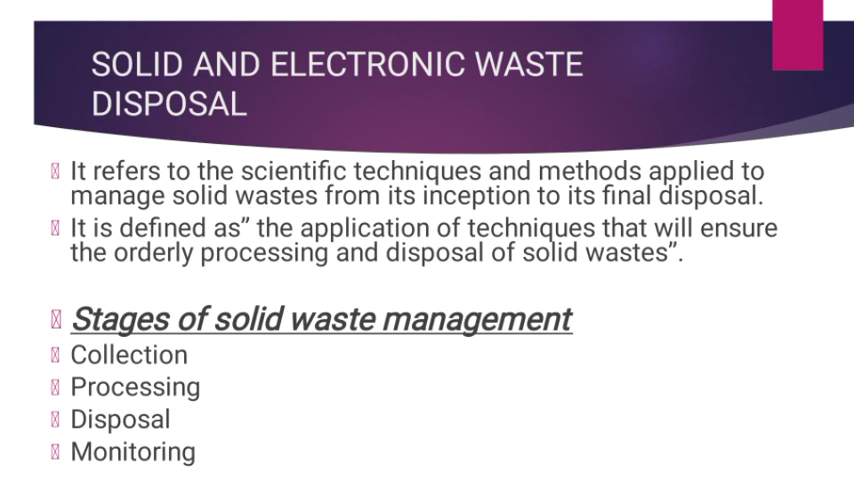 SOLID AND ELECTRONIC WASTE
DISPOSAL
It refers to the scientific techniques and methods applied to
manage solid wastes from its inception to its final disposal.
It is defined as” the application of techniques that will ensure
the orderly processing and disposal of solid wastes”.
Stages of solid waste management
Collection
Processing
Disposal
Monitoring